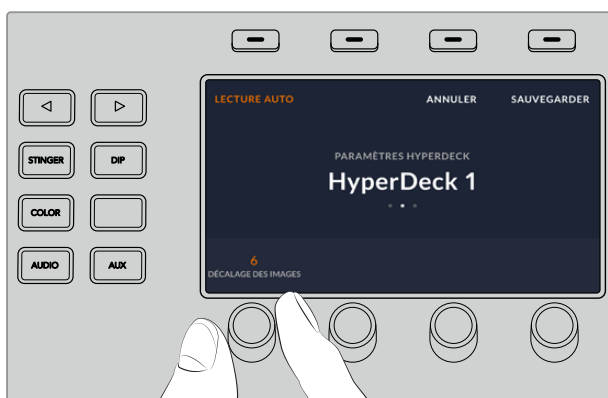 LECTURE AUTO ANNULER SAUVEGARDER
PARAMÈTRES HYPERDECK
HyperDeck 1
6
DÉCALAGE DES IMAGES
STINGER DIP
COLOR
AUDIO AUX